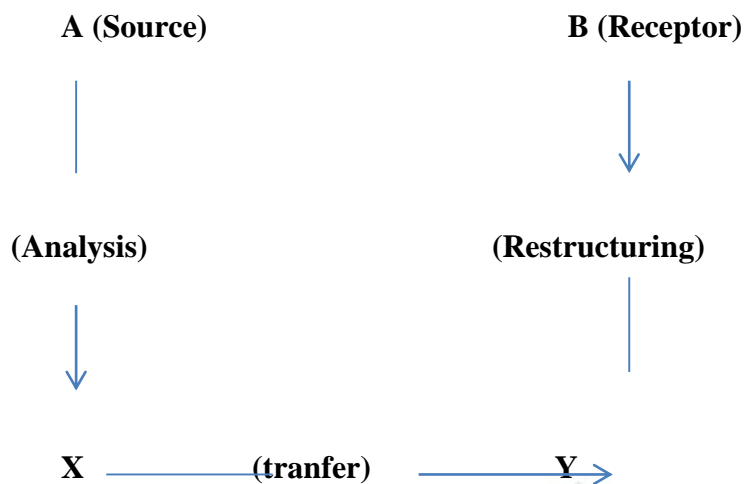 A (Source) B (Receptor)
(Analysis) (Restructuring)
X (tranfer) Y